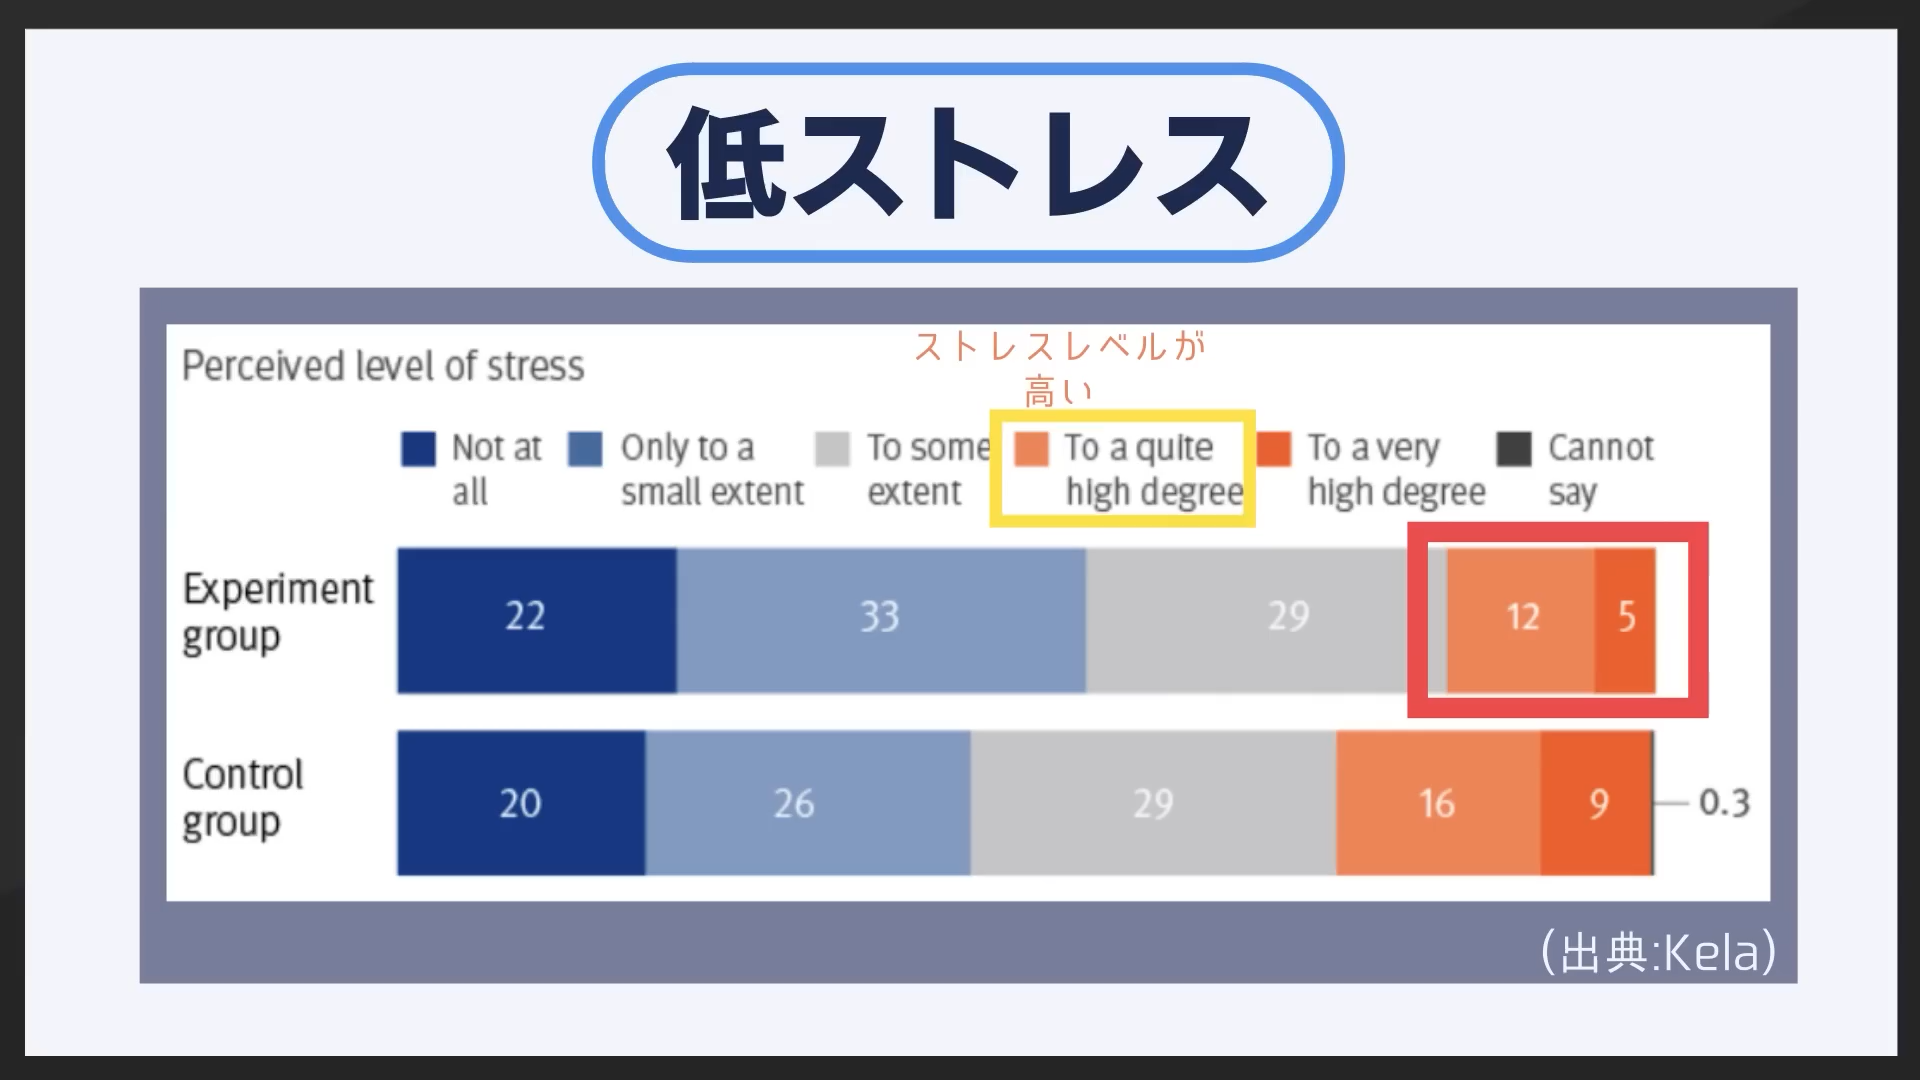 低ストレス
Perceived level of stress
ストレスレベルが
高い
Not at all
Only to a small extent
To some extent
To a quite high degree
To a very high degree
Cannot say
Experiment group
22 33 29 12 5
Control group
20 26 29 16 9 0.3
(出典:Kela)